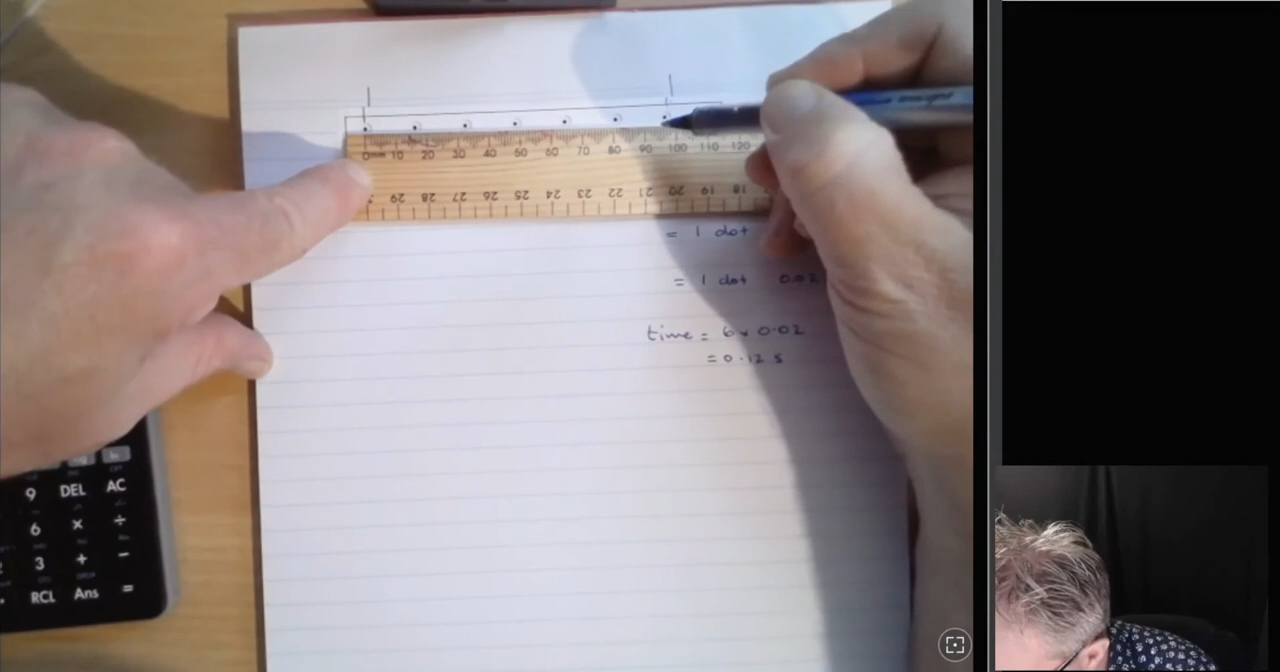 0mm 10 20 30 40 50 60 70 80 90 100 110 120
29 28 27 26 25 24 23 22 21 20 19 18
= 1 dot
= 1 dot 0.02
time = 6 x 0.02
= 0.12 s
9 DEL AC
6 x ÷
3 + −
RCL Ans =